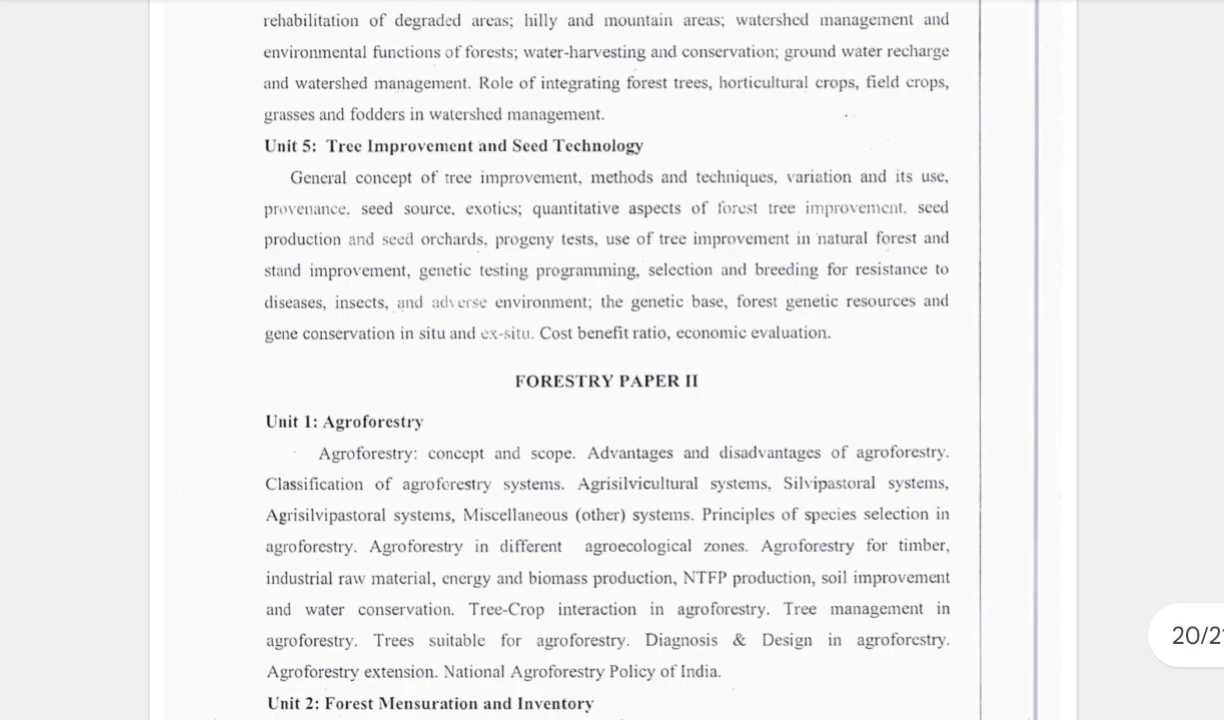 rehabilitation of degraded areas; hilly and mountain areas; watershed management and
environmental functions of forests; water-harvesting and conservation; ground water recharge
and watershed management. Role of integrating forest trees, horticultural crops, field crops,
grasses and fodders in watershed management.
Unit 5: Tree Improvement and Seed Technology
General concept of tree improvement, methods and techniques, variation and its use,
provenance, seed source, exotics; quantitative aspects of forest tree improvement. seed
production and seed orchards, progeny tests, use of tree improvement in natural forest and
stand improvement, genetic testing programming, selection and breeding for resistance to
diseases, insects, and adverse environment; the genetic base, forest genetic resources and
gene conservation in situ and ex-situ. Cost benefit ratio, economic evaluation.
FORESTRY PAPER II
Unit 1: Agroforestry
Agroforestry: concept and scope. Advantages and disadvantages of agroforestry.
Classification of agroforestry systems. Agrisilvicultural systems, Silvipastoral systems,
Agrisilvipastoral systems, Miscellaneous (other) systems. Principles of species selection in
agroforestry. Agroforestry in different agroecological zones. Agroforestry for timber,
industrial raw material, energy and biomass production, NTFP production, soil improvement
and water conservation. Tree-Crop interaction in agroforestry. Tree management in
agroforestry. Trees suitable for agroforestry. Diagnosis & Design in agroforestry.
Agroforestry extension. National Agroforestry Policy of India.
Unit 2: Forest Mensuration and Inventory
20/2